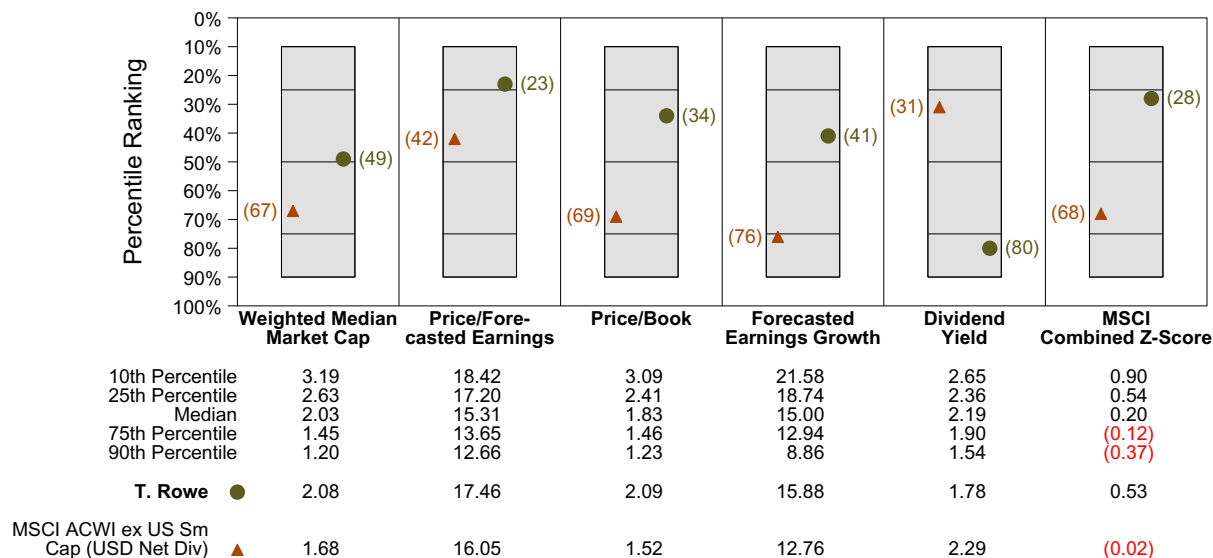 Percentile Ranking
0%
10%
20%
30%
40%
50%
60%
70%
80%
90%
100%
(67)
(49)
(42)
(23)
(69)
(34)
(76)
(41)
(31)
(80)
(68)
(28)
Weighted Median
Market Cap
Price/Fore-
casted Earnings
Price/Book
Forecasted
Earnings Growth
Dividend
Yield
MSCI
Combined Z-Score
10th Percentile 3.19 18.42 3.09 21.58 2.65 0.90
25th Percentile 2.63 17.20 2.41 18.74 2.36 0.54
Median 2.03 15.31 1.83 15.00 2.19 0.20
75th Percentile 1.45 13.65 1.46 12.94 1.90 (0.12)
90th Percentile 1.20 12.66 1.23 8.86 1.54 (0.37)
T. Rowe 2.08 17.46 2.09 15.88 1.78 0.53
MSCI ACWI ex US Sm
Cap (USD Net Div) 1.68 16.05 1.52 12.76 2.29 (0.02)